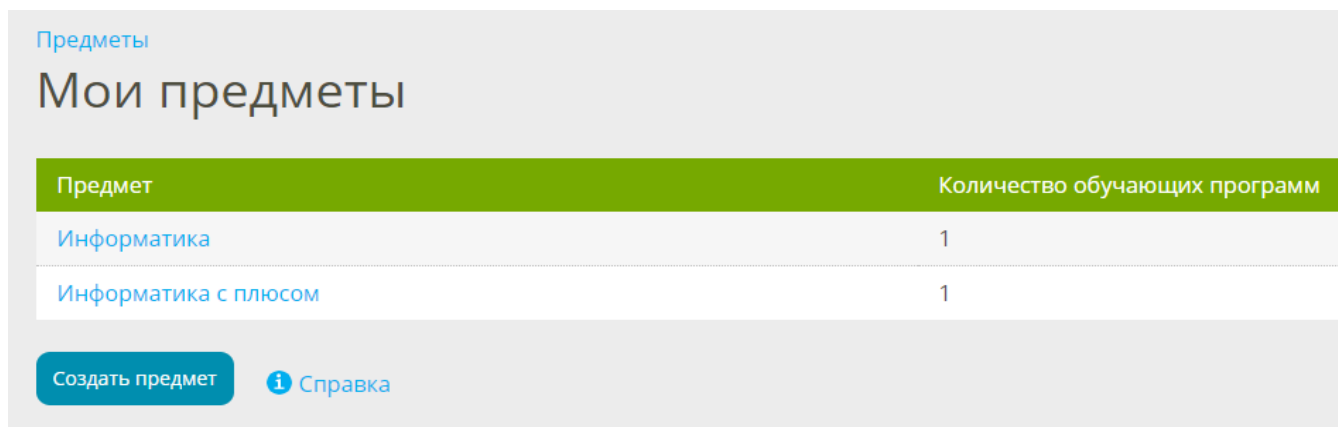 Предметы
Мои предметы
Предмет Количество обучающих программ
Информатика 1
Информатика с плюсом 1
Создать предмет Справка